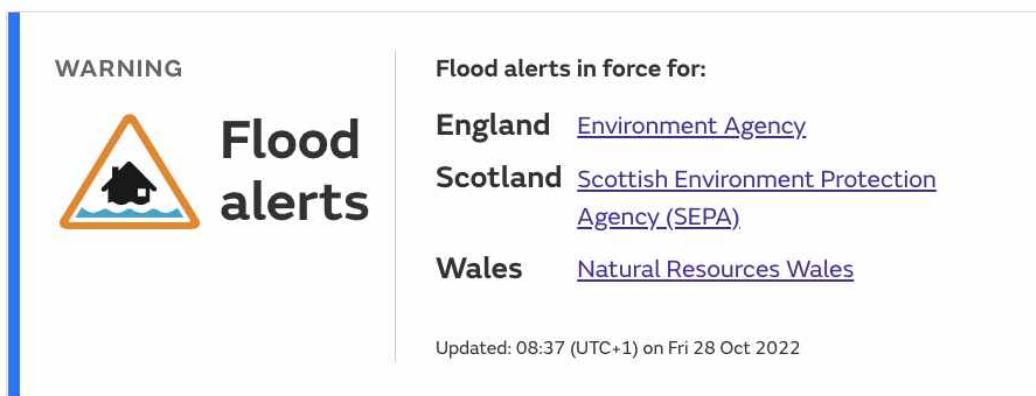 WARNING
Flood
alerts
Flood alerts in force for:
England Environment Agency
Scotland Scottish Environment Protection
Agency (SEPA)
Wales Natural Resources Wales
Updated: 08:37 (UTC+1) on Fri 28 Oct 2022